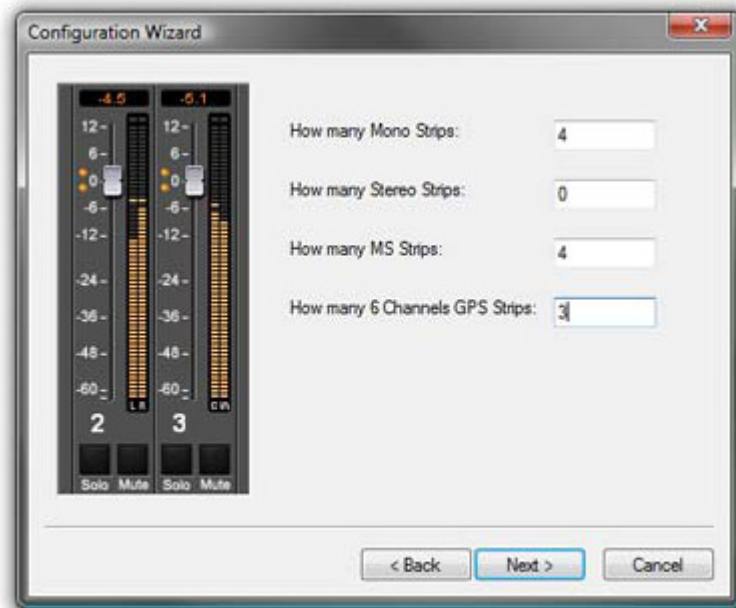 Configuration Wizard
-4.5 -5.1
12 12
6 6
0 0
-6 -6
-12 -12
-24 -24
-36 -36
-48 -48
-60 -60
L R
2 3
Solo Mute Solo Mute
How many Mono Strips: 4
How many Stereo Strips: 0
How many MS Strips: 4
How many 6 Channels GPS Strips: 3
< Back Next > Cancel